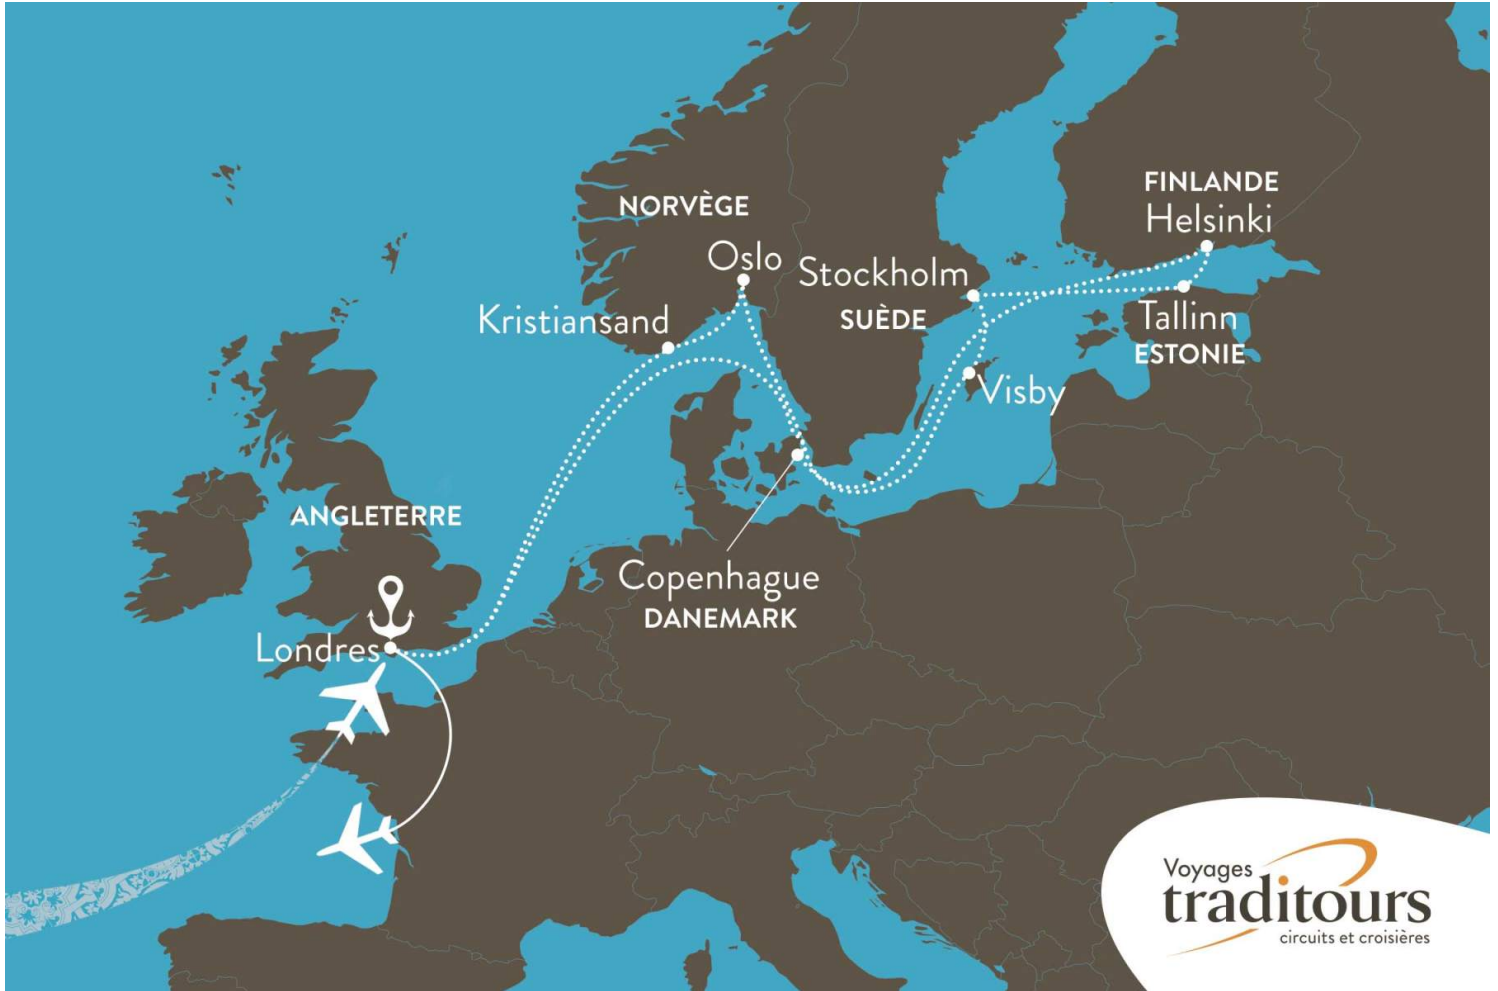 FINLANDE
Helsinki
NORVÈGE
Oslo
Stockholm
SUÈDE
Kristiansand
Tallinn
ESTONIE
Visby
ANGLETERRE
Copenhague
DANEMARK
Londres
Voyages
traditours
circuits et croisières